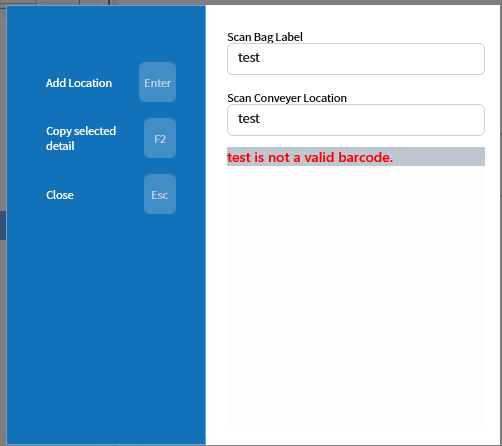 Add Location
Enter
Copy selected
detail
F2
Close
Esc
Scan Bag Label
test
Scan Conveyer Location
test
test is not a valid barcode.